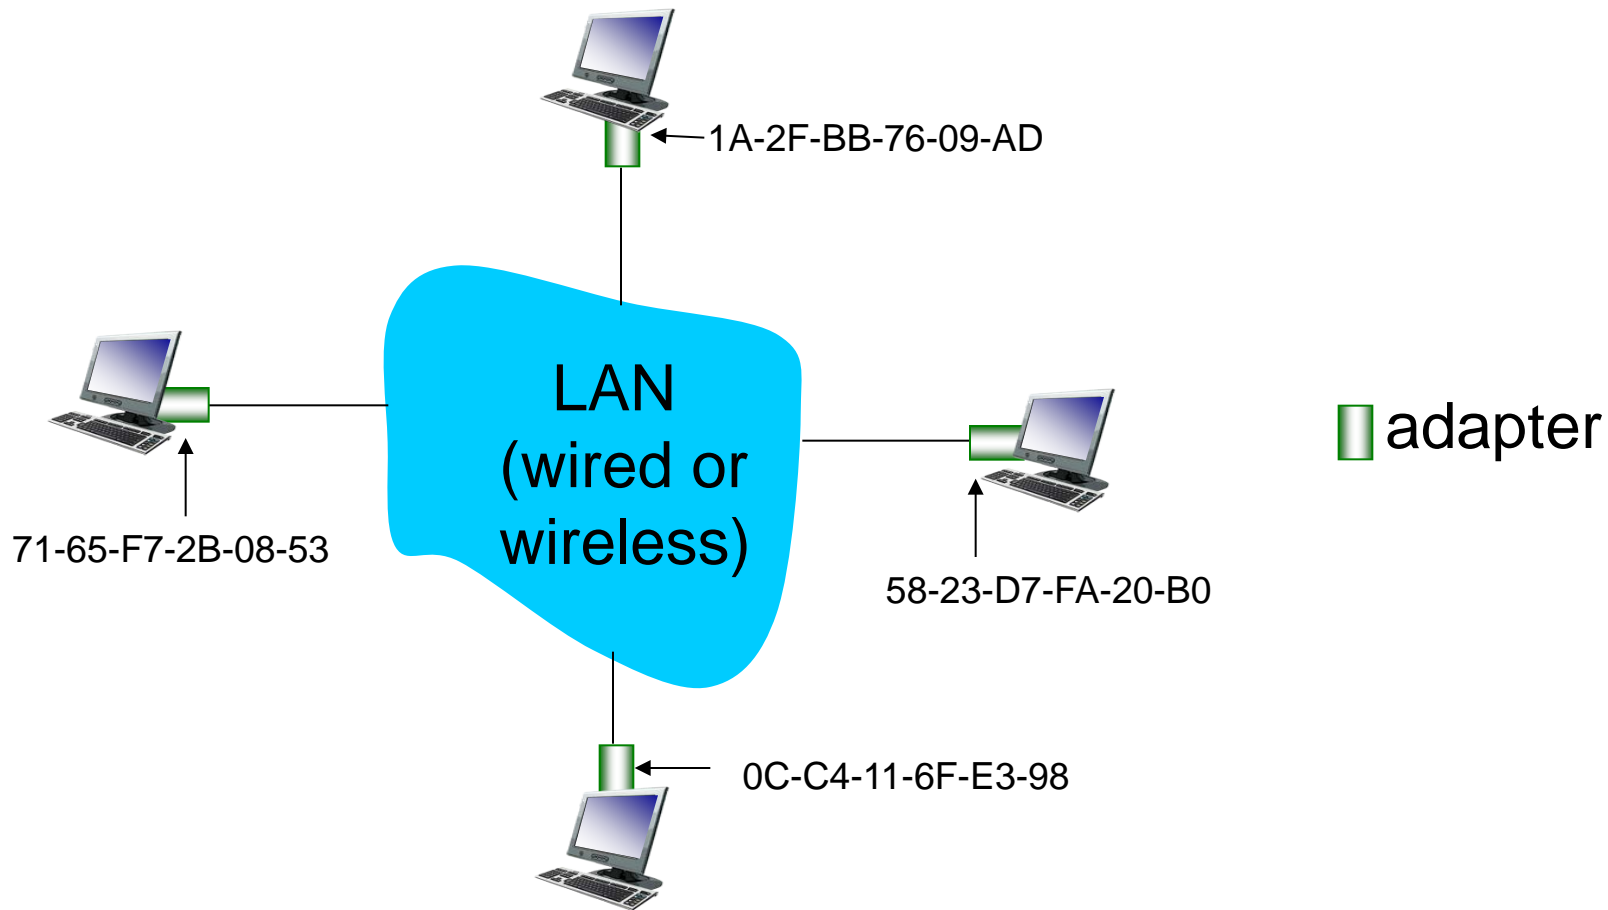 1A-2F-BB-76-09-AD
LAN
(wired or
wireless)
adapter
71-65-F7-2B-08-53
58-23-D7-FA-20-B0
0C-C4-11-6F-E3-98